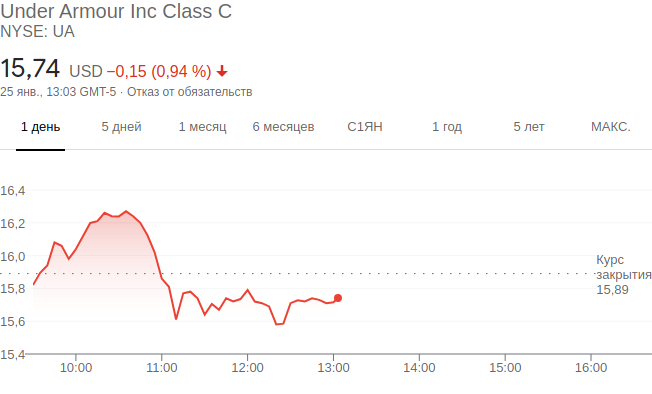 Under Armour Inc Class C
NYSE: UA
15,74 USD −0,15 (0,94 %)
25 янв., 13:03 GMT-5 · Отказ от обязательств
1 день 5 дней 1 месяц 6 месяцев С1ЯН 1 год 5 лет МАКС.
16,4
16,2
16,0
15,8
15,6
15,4
Курс
закрытия
15,89
10:00 11:00 12:00 13:00 14:00 15:00 16:00